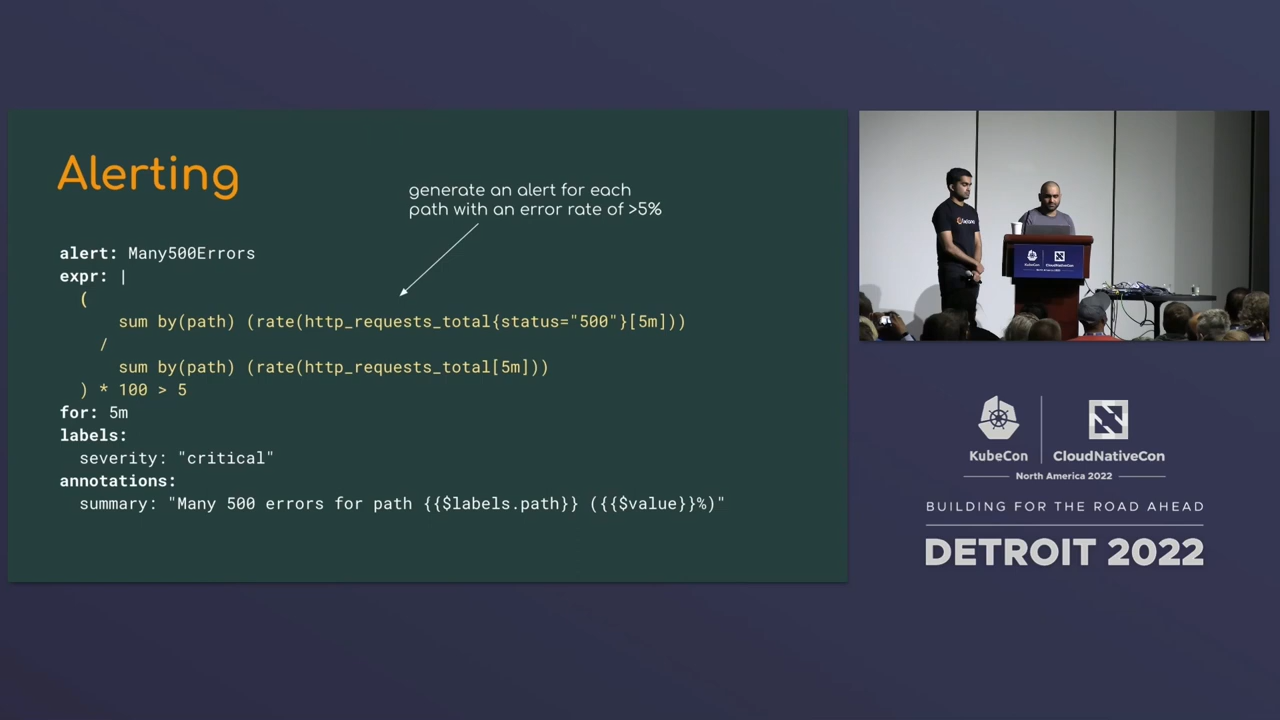 Alerting
generate an alert for each
path with an error rate of >5%
alert: Many500Errors
expr: |
(
sum by(path) (rate(http_requests_total{status="500"}[5m]))
/
sum by(path) (rate(http_requests_total[5m]))
) * 100 > 5
for: 5m
labels:
severity: "critical"
annotations:
summary: "Many 500 errors for path {{$labels.path}} ({{$value}}%)"
KubeCon
CloudNativeCon
KubeCon
CloudNativeCon
North America 2022
BUILDING FOR THE ROAD AHEAD
DETROIT 2022